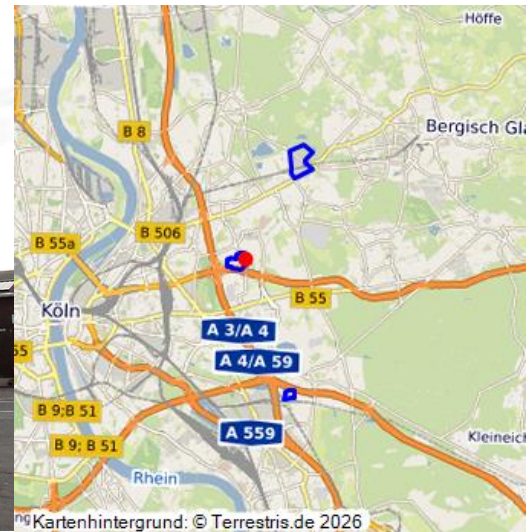 Höffe
B 8
Bergisch Gla
B 506
B 55a
B 55
Köln
A 3/A 4
55
A 4/A 59
B 9;B 51
A 559
Kleineich
B 9; B 51
Rhein
ng
Kartenhintergrund: © Terrestris.de 2026